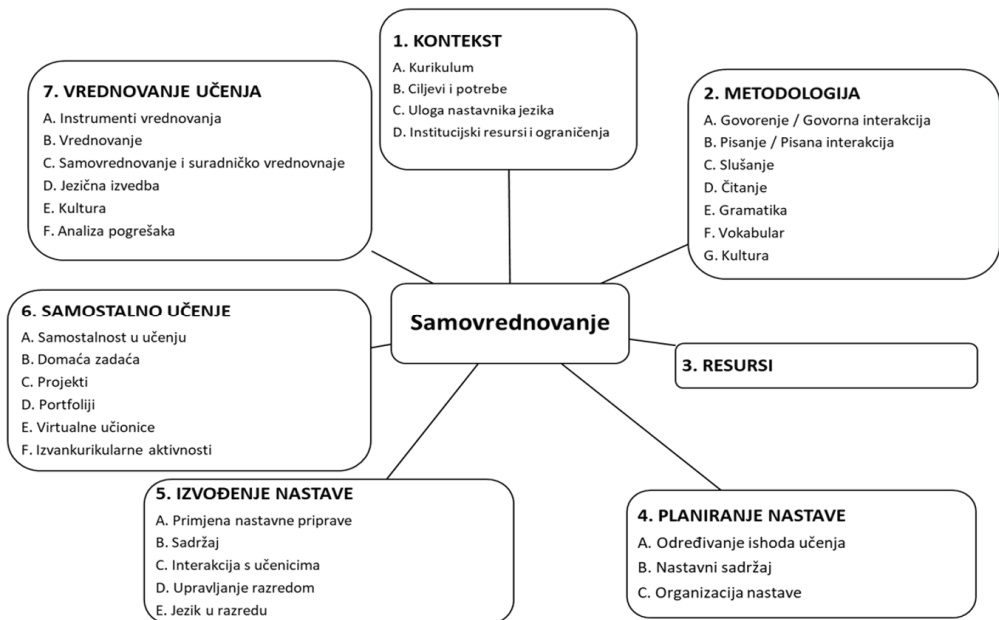 1. KONTEKST
A. Kurikulum
B. Ciljevi i potrebe
C. Uloga nastavnika jezika
D. Institucijski resursi i ograničenja
2. METODOLOGIJA
A. Govorenje / Govorna interakcija
B. Pisanje / Pisana interakcija
C. Slušanje
D. Čitanje
E. Gramatika
F. Vokabular
G. Kultura
3. RESURSI
4. PLANIRANJE NASTAVE
A. Određivanje ishoda učenja
B. Nastavni sadržaj
C. Organizacija nastave
5. IZVOĐENJE NASTAVE
A. Primjena nastavne priprave
B. Sadržaj
C. Interakcija s učenicima
D. Upravljanje razredom
E. Jezik u razredu
6. SAMOSTALNO UČENJE
A. Samostalnost u učenju
B. Domaća zadaća
C. Projekti
D. Portfoliji
E. Virtualne učionice
F. Izvankurikularne aktivnosti
7. VREDNOVANJE UČENJA
A. Instrumenti vrednovanja
B. Vrednovanje
C. Samovrednovanje i suradničko vrednovnaje
D. Jezična izvedba
E. Kultura
F. Analiza pogrešaka
Samovrednovanje